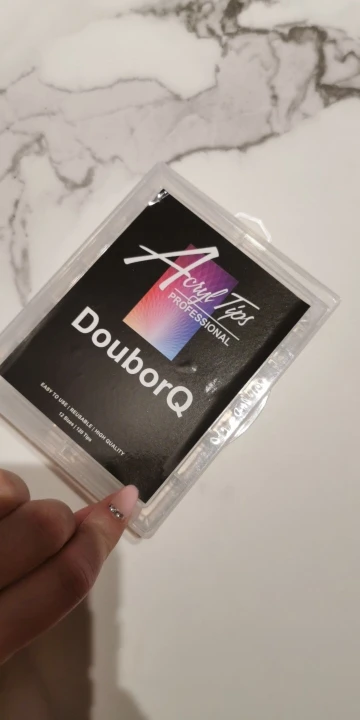 Acryl Tips
PROFESSIONAL
DouborQ
EASY TO USE | REUSABLE | HIGH QUALITY
12 Sizes | 120 Tips